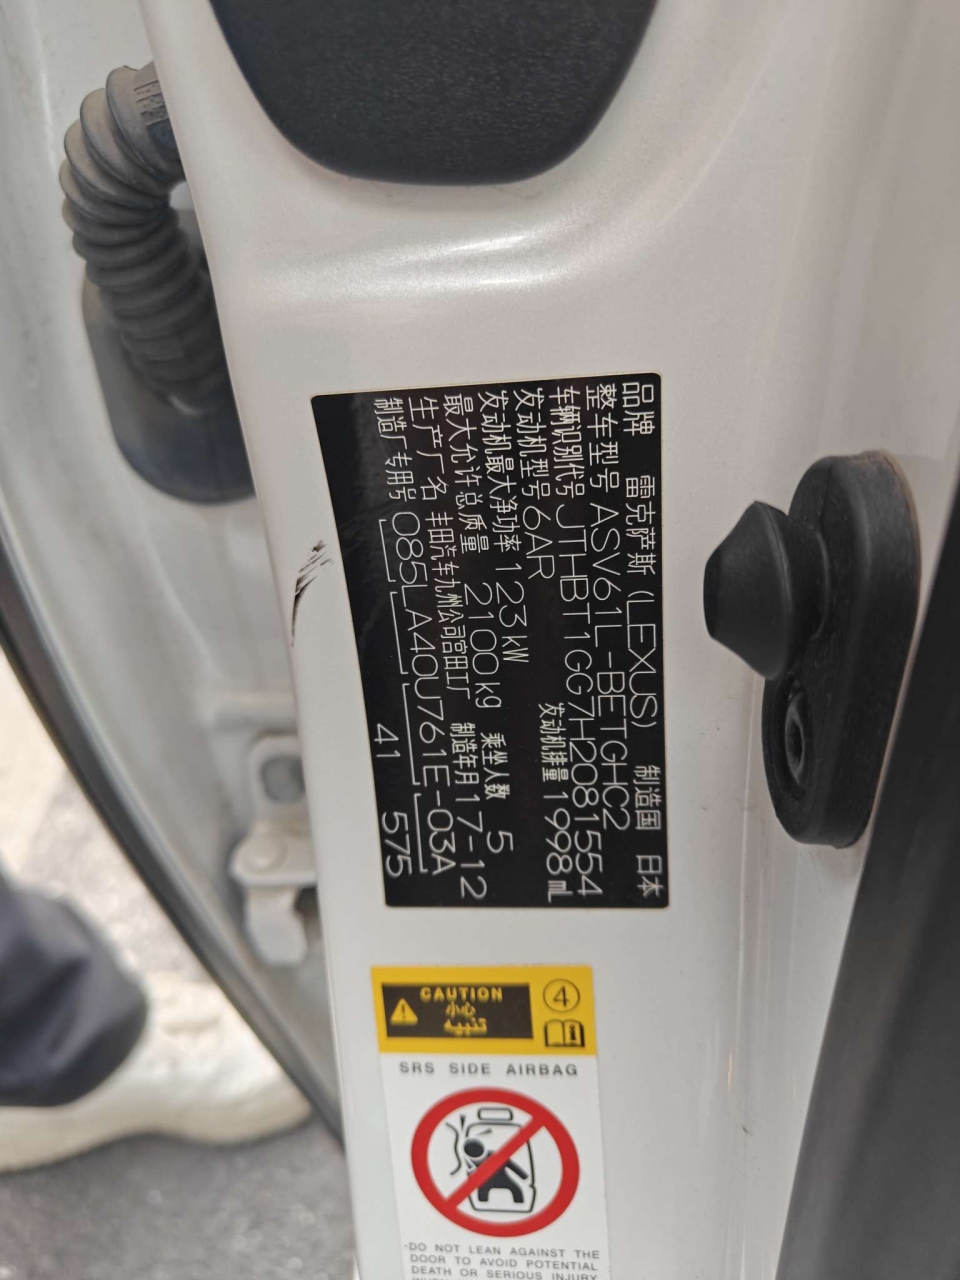 品牌 雷克萨斯 (LEXUS) 制造国 日本
整车型号 ASV61L-BETGHC2
车辆识别代号 JTHBT1GG7H2081554
发动机型号 6AR 发动机排量 1998mL
发动机最大净功率 123kW 乘坐人数 5
最大允许总质量 2100kg 制造年月 17-12
生产厂名 丰田汽车九州公司宫田工厂
制造厂专用号 085LA40U761E-03A
41 575
CAUTION
小心
تنبيه
4
SRS SIDE AIRBAG
·DO NOT LEAN AGAINST THE
DOOR TO AVOID POTENTIAL
DEATH OR SERIOUS INJURY